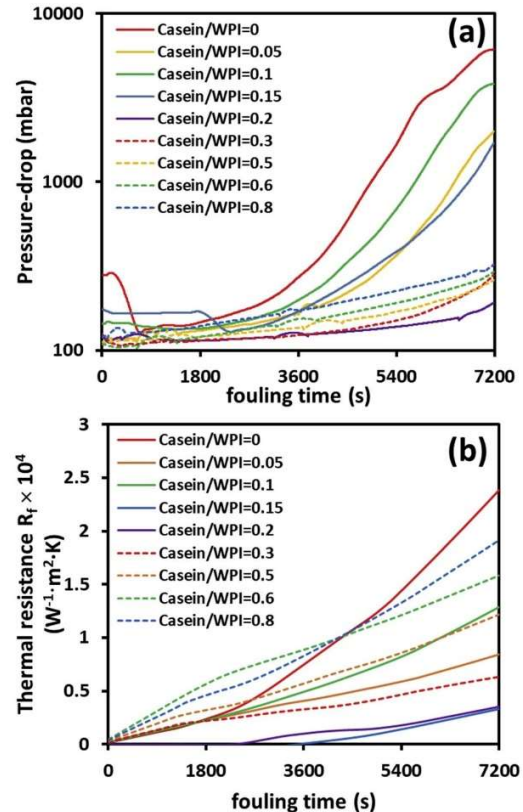 (a)
Pressure-drop (mbar)
10000
1000
100
Casein/WPI=0
Casein/WPI=0.05
Casein/WPI=0.1
Casein/WPI=0.15
Casein/WPI=0.2
Casein/WPI=0.3
Casein/WPI=0.5
Casein/WPI=0.6
Casein/WPI=0.8
0 1800 3600 5400 7200
fouling time (s)
(b)
Thermal resistance Rf × 10⁴
(W⁻¹·m²·K)
3
2.5
2
1.5
1
0.5
0
Casein/WPI=0
Casein/WPI=0.05
Casein/WPI=0.1
Casein/WPI=0.15
Casein/WPI=0.2
Casein/WPI=0.3
Casein/WPI=0.5
Casein/WPI=0.6
Casein/WPI=0.8
0 1800 3600 5400 7200
fouling time (s)